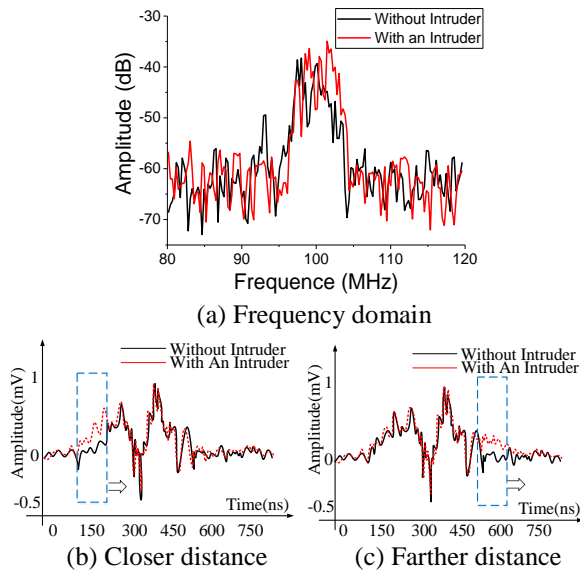 -30
-40
-50
-60
-70
Amplitude (dB)
Without Intruder
With an Intruder
80 90 100 110 120
Frequence (MHz)
(a) Frequency domain
Without Intruder
With An Intruder
Amplitude(mV)
1
0
-0.5
Time(ns)
0 150 300 450 600 750
(b) Closer distance
Without Intruder
With An Intruder
Amplitude(mV)
1
0
-0.5
Time(ns)
0 150 300 450 600 750
(c) Farther distance